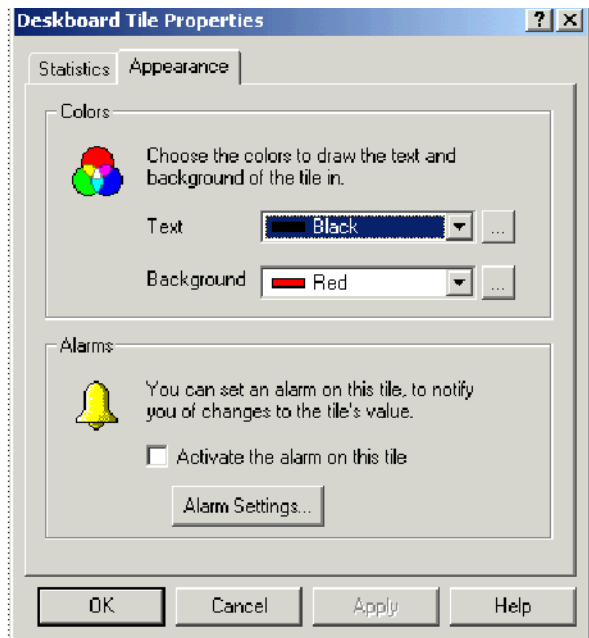 Deskboard Tile Properties
Statistics Appearance
Colors
Choose the colors to draw the text and
background of the tile in.
Text Black ...
Background Red ...
Alarms
You can set an alarm on this tile, to notify
you of changes to the tile's value.
Activate the alarm on this tile
Alarm Settings...
OK Cancel Apply Help